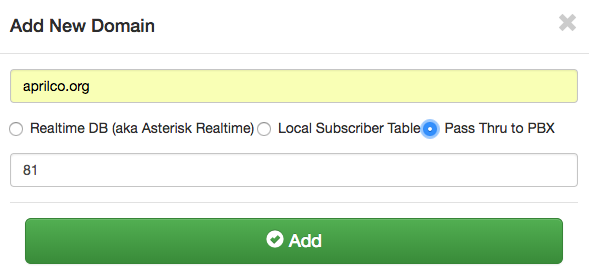 Add New Domain
aprilco.org
Realtime DB (aka Asterisk Realtime) Local Subscriber Table Pass Thru to PBX
81
Add